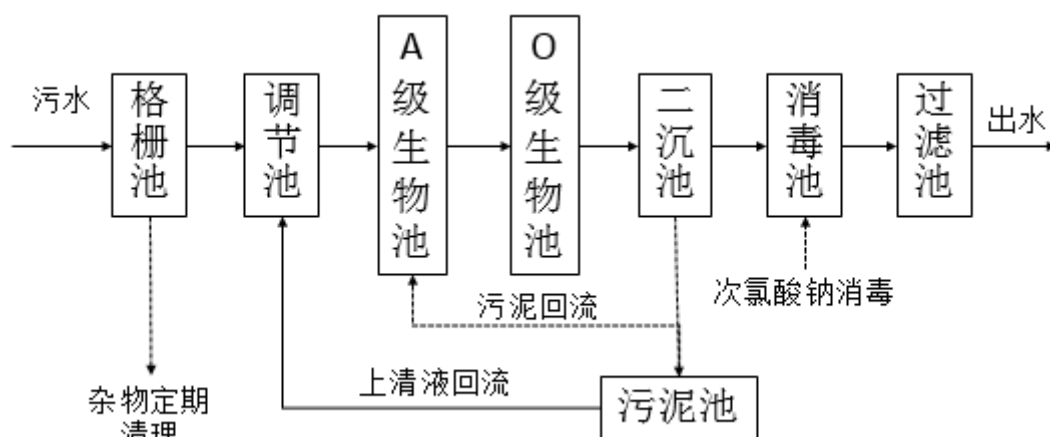 污水
格栅池
调节池
A级生物池
O级生物池
二沉池
消毒池
过滤池
出水
次氯酸钠消毒
污泥回流
上清液回流
杂物定期
清理
污泥池